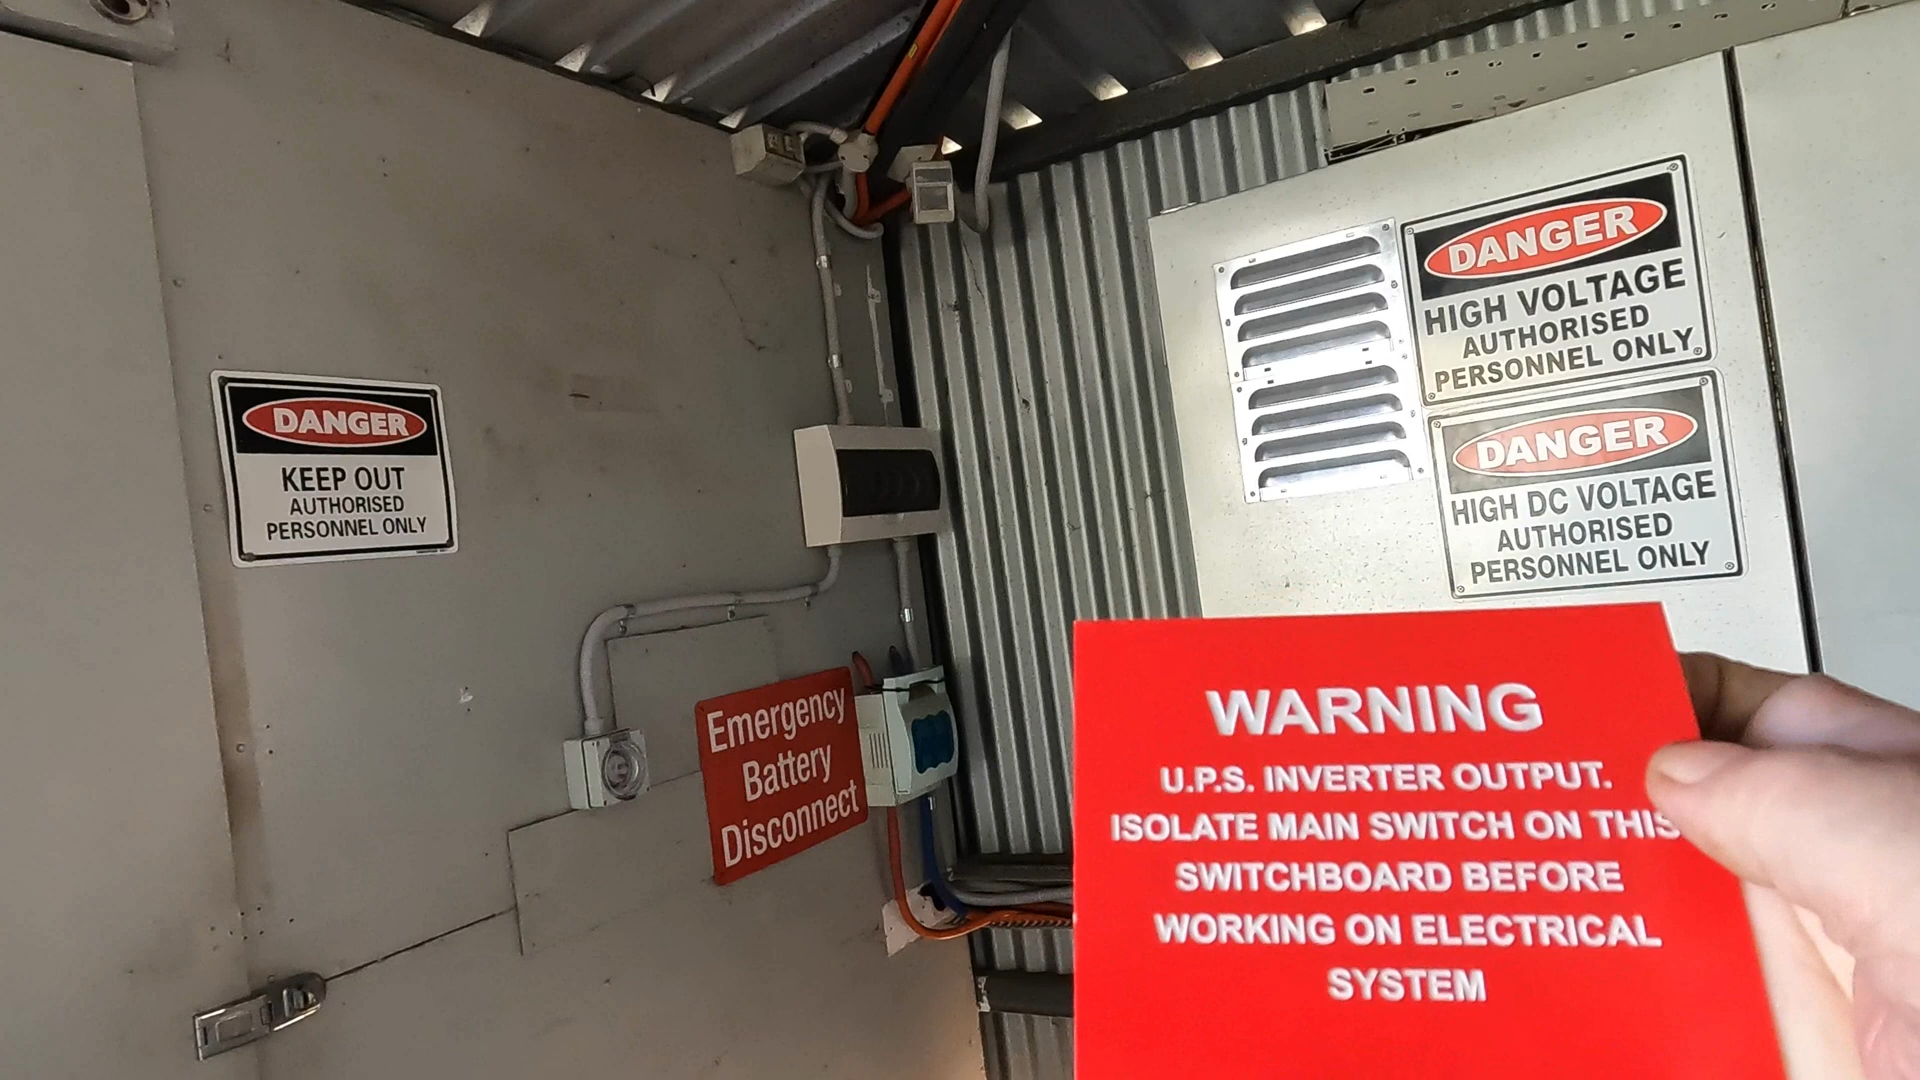 DANGER
KEEP OUT
AUTHORISED
PERSONNEL ONLY
Emergency
Battery
Disconnect
DANGER
HIGH VOLTAGE
AUTHORISED
PERSONNEL ONLY
DANGER
HIGH DC VOLTAGE
AUTHORISED
PERSONNEL ONLY
WARNING
U.P.S. INVERTER OUTPUT.
ISOLATE MAIN SWITCH ON THIS
SWITCHBOARD BEFORE
WORKING ON ELECTRICAL
SYSTEM